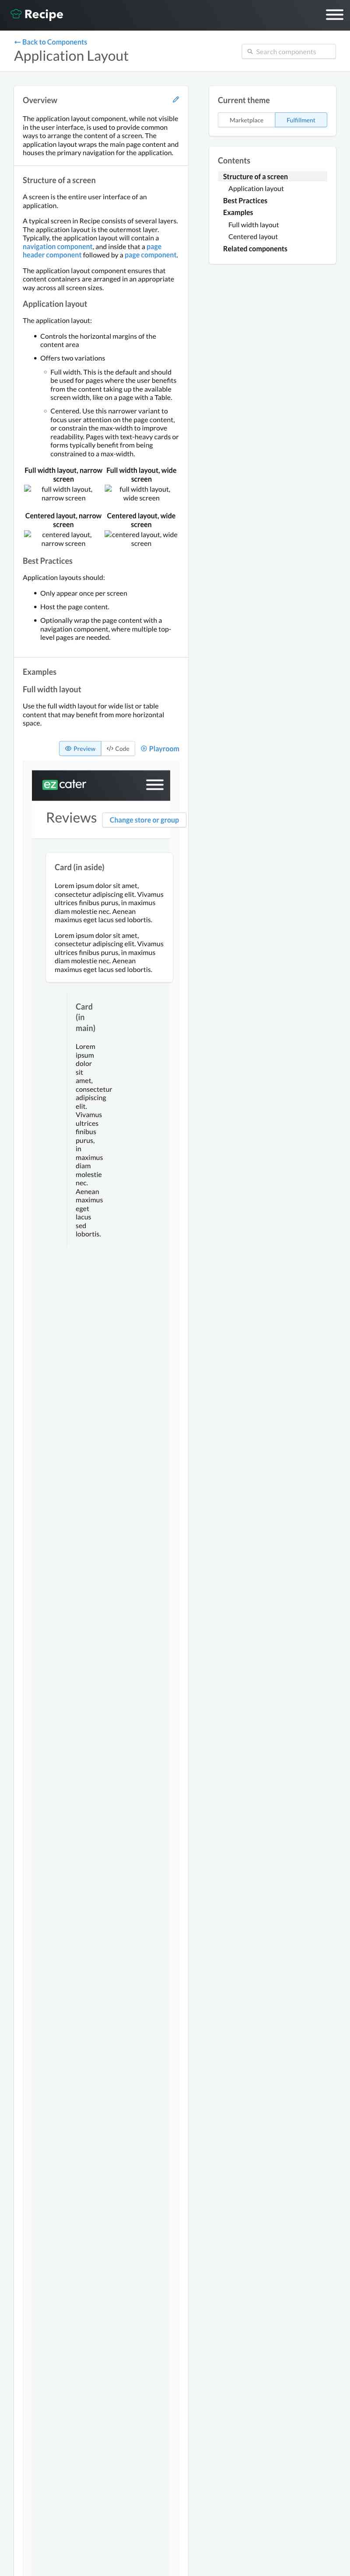 Recipe
← Back to Components
Application Layout
Search components
Overview
The application layout component, while not visible
in the user interface, is used to provide common
ways to arrange the content of a screen. The
application layout wraps the main page content and
houses the primary navigation for the application.
Structure of a screen
A screen is the entire user interface of an
application.
A typical screen in Recipe consists of several layers.
The application layout is the outermost layer.
Typically, the application layout will contain a
navigation component, and inside that a page
header component followed by a page component.
The application layout component ensures that
content containers are arranged in an appropriate
way across all screen sizes.
Application layout
The application layout:
Controls the horizontal margins of the
content area
Offers two variations
Full width. This is the default and should
be used for pages where the user benefits
from the content taking up the available
screen width, like on a page with a Table.
Centered. Use this narrower variant to
focus user attention on the page content,
or constrain the max-width to improve
readability. Pages with text-heavy cards or
forms typically benefit from being
constrained to a max-width.
Full width layout, narrow
screen
Full width layout, wide
screen
full width layout,
narrow screen
full width layout,
wide screen
Centered layout, narrow
screen
Centered layout, wide
screen
centered layout,
narrow screen
centered layout, wide
screen
Best Practices
Application layouts should:
Only appear once per screen
Host the page content.
Optionally wrap the page content with a
navigation component, where multiple top-
level pages are needed.
Examples
Full width layout
Use the full width layout for wide list or table
content that may benefit from more horizontal
space.
Preview
Code
Playroom
ezcater
Reviews
Change store or group
Card (in aside)
Lorem ipsum dolor sit amet,
consectetur adipiscing elit. Vivamus
ultrices finibus purus, in maximus
diam molestie nec. Aenean
maximus eget lacus sed lobortis.
Lorem ipsum dolor sit amet,
consectetur adipiscing elit. Vivamus
ultrices finibus purus, in maximus
diam molestie nec. Aenean
maximus eget lacus sed lobortis.
Card
(in
main)
Lorem
ipsum
dolor
sit
amet,
consectetur
adipiscing
elit.
Vivamus
ultrices
finibus
purus,
in
maximus
diam
molestie
nec.
Aenean
maximus
eget
lacus
sed
lobortis.
Current theme
Marketplace
Fulfillment
Contents
Structure of a screen
Application layout
Best Practices
Examples
Full width layout
Centered layout
Related components